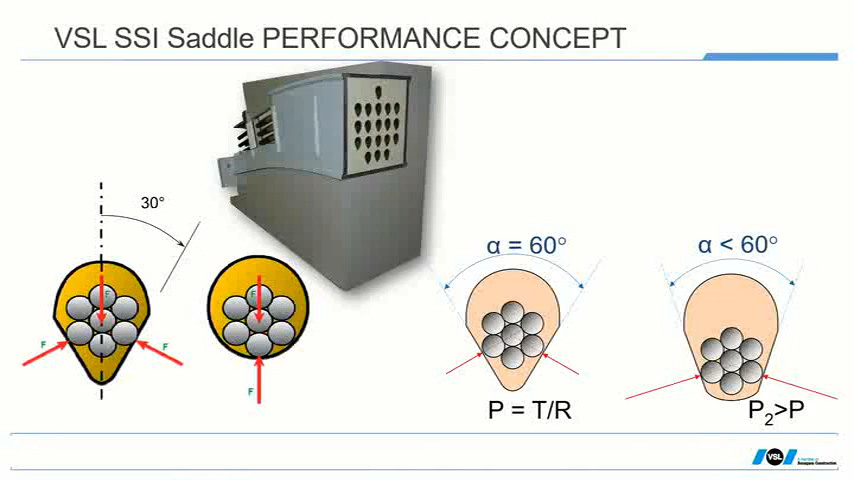 VSL SSI Saddle PERFORMANCE CONCEPT
30°
α = 60°
α < 60°
F
F
F
F
F
P = T/R
P2>P
VSL